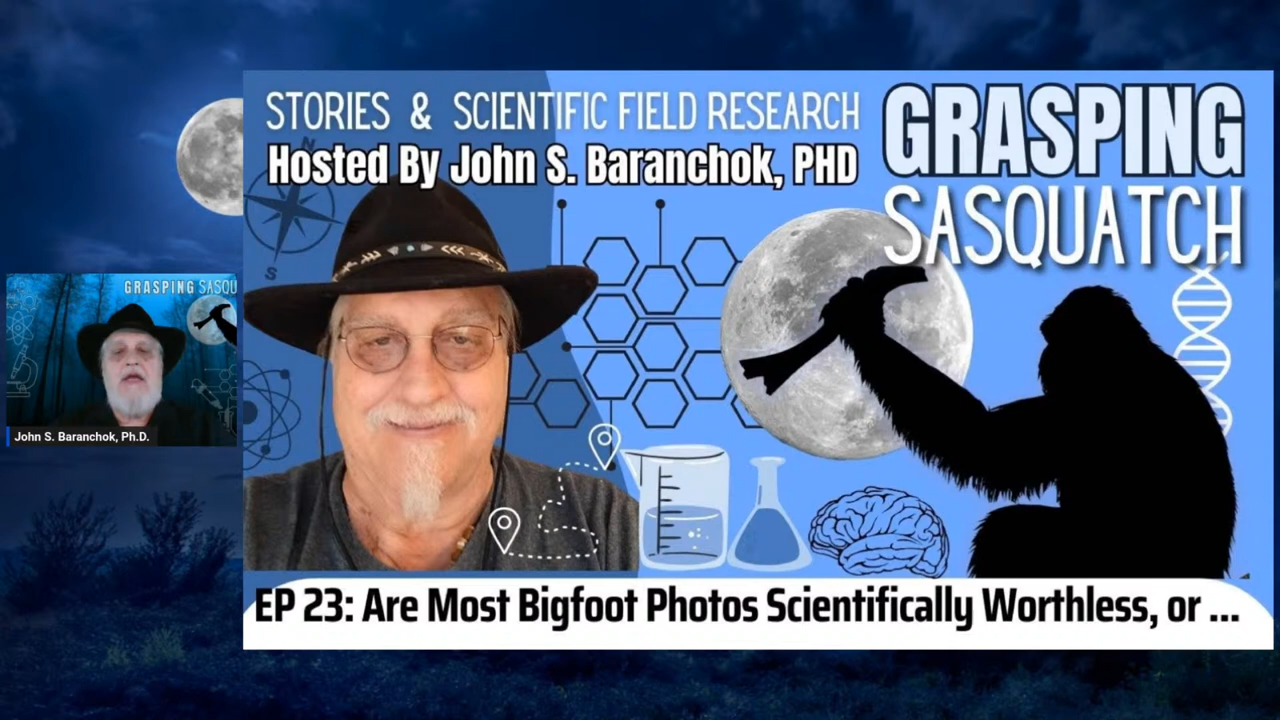 STORIES & SCIENTIFIC FIELD RESEARCH
Hosted By John S. Baranchok, PHD
GRASPING
SASQUATCH
N
S
GRASPING SASQU
John S. Baranchok, Ph.D.
EP 23: Are Most Bigfoot Photos Scientifically Worthless, or ...